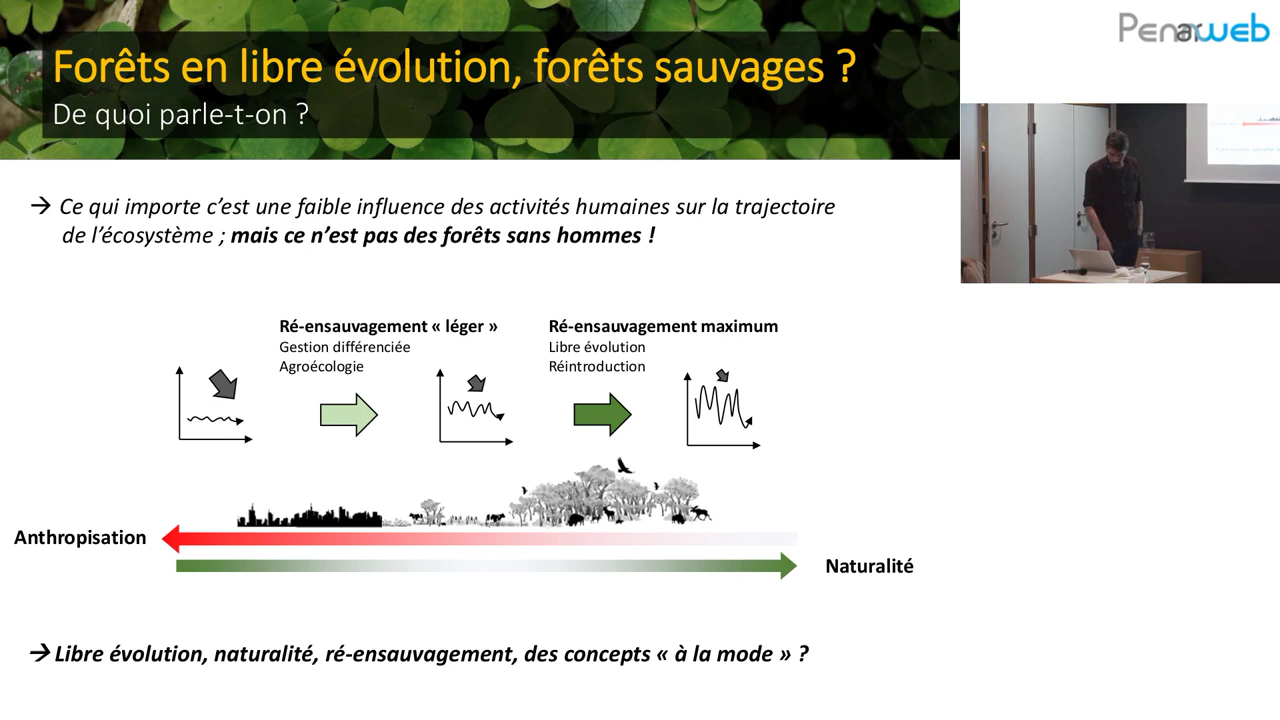 Forêts en libre évolution, forêts sauvages ?
De quoi parle-t-on ?
Penarweb
→ Ce qui importe c’est une faible influence des activités humaines sur la trajectoire
de l’écosystème ; mais ce n’est pas des forêts sans hommes !
Ré-ensauvagement « léger »
Gestion différenciée
Agroécologie
Ré-ensauvagement maximum
Libre évolution
Réintroduction
Anthropisation
Naturalité
→ Libre évolution, naturalité, ré-ensauvagement, des concepts « à la mode » ?